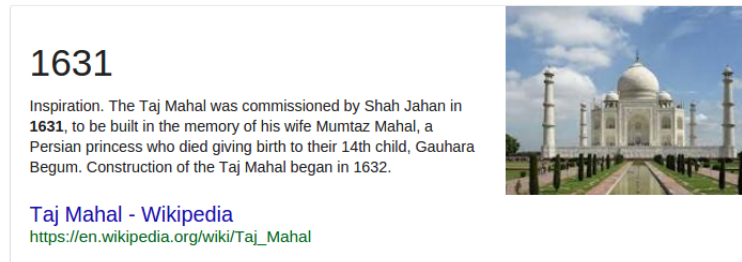 1631
Inspiration. The Taj Mahal was commissioned by Shah Jahan in
1631, to be built in the memory of his wife Mumtaz Mahal, a
Persian princess who died giving birth to their 14th child, Gauhara
Begum. Construction of the Taj Mahal began in 1632.
Taj Mahal - Wikipedia
https://en.wikipedia.org/wiki/Taj_Mahal